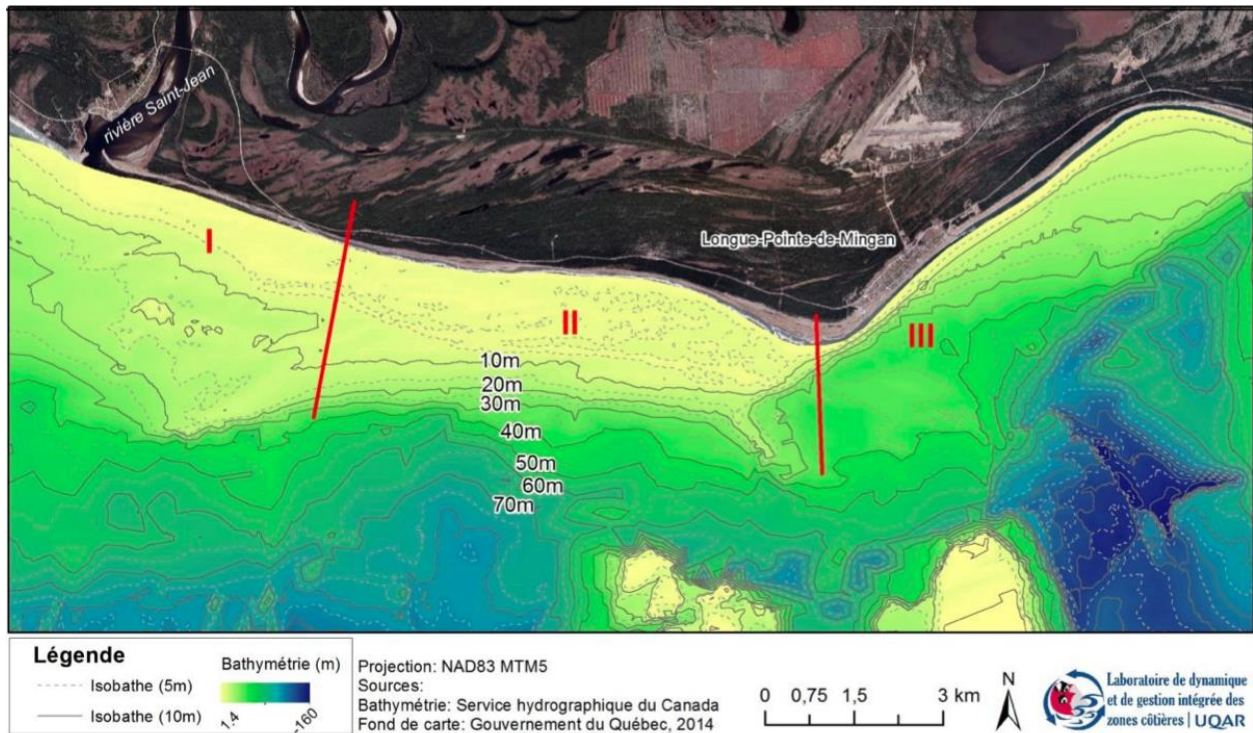 rivière Saint-Jean
I
Longue-Pointe-de-Mingan
II
III
10m
20m
30m
40m
50m
60m
70m
Légende
Isobathe (5m)
Isobathe (10m)
Bathymétrie (m)
1.4
-160
Projection: NAD83 MTM5
Sources:
Bathymétrie: Service hydrographique du Canada
Fond de carte: Gouvernement du Québec, 2014
0 0,75 1,5 3 km
N
Laboratoire de dynamique
et de gestion intégrée des
zones côtières | UQAR